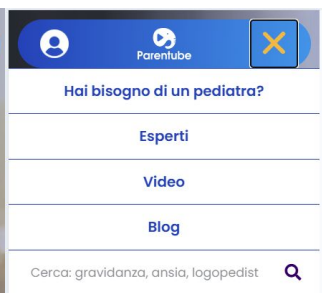 Parentube
Hai bisogno di un pediatra?
Esperti
Video
Blog
Cerca: gravidanza, ansia, logopedist